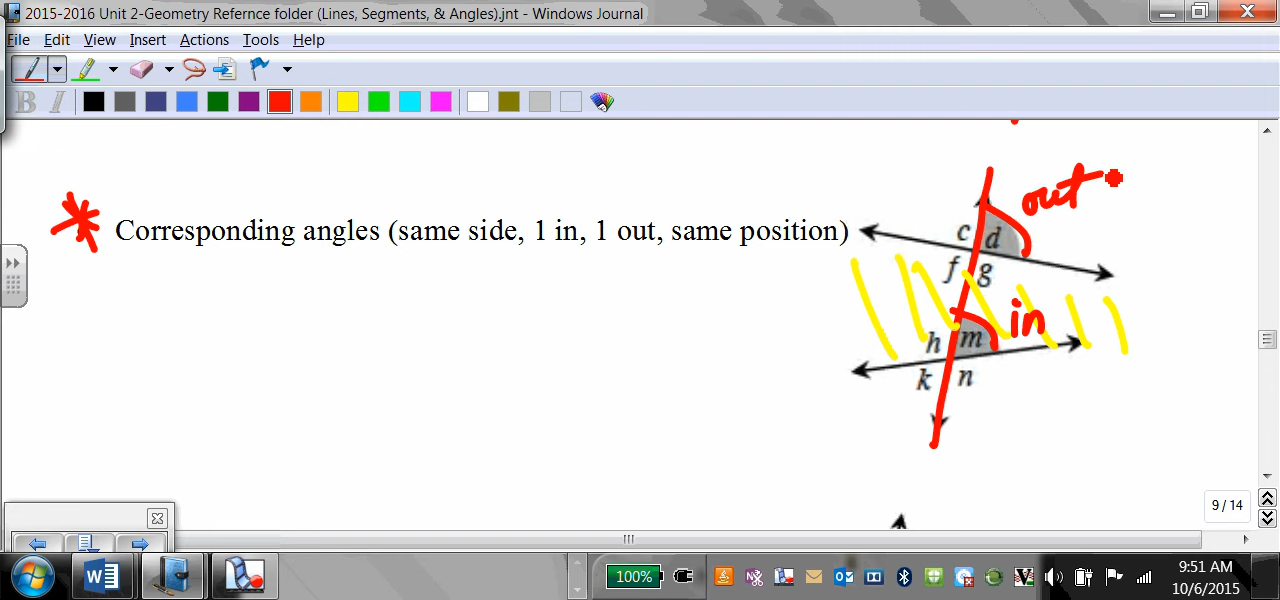 2015-2016 Unit 2-Geometry Refernce folder (Lines, Segments, & Angles).jnt - Windows Journal
File Edit View Insert Actions Tools Help
B I
out
Corresponding angles (same side, 1 in, 1 out, same position)
c d
f g
in
h m
k n
9 / 14
W
100%
9:51 AM
10/6/2015